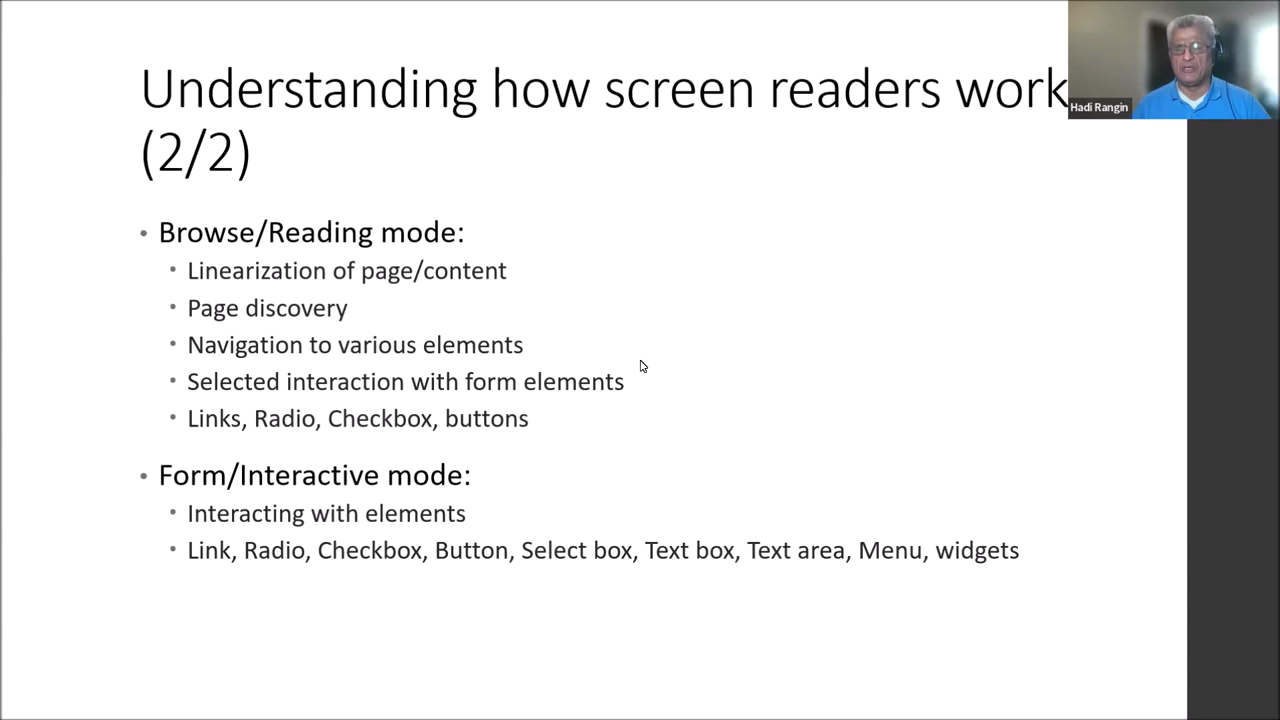 Understanding how screen readers work
(2/2)
Hadi Rangin
• Browse/Reading mode:
• Linearization of page/content
• Page discovery
• Navigation to various elements
• Selected interaction with form elements
• Links, Radio, Checkbox, buttons
• Form/Interactive mode:
• Interacting with elements
• Link, Radio, Checkbox, Button, Select box, Text box, Text area, Menu, widgets